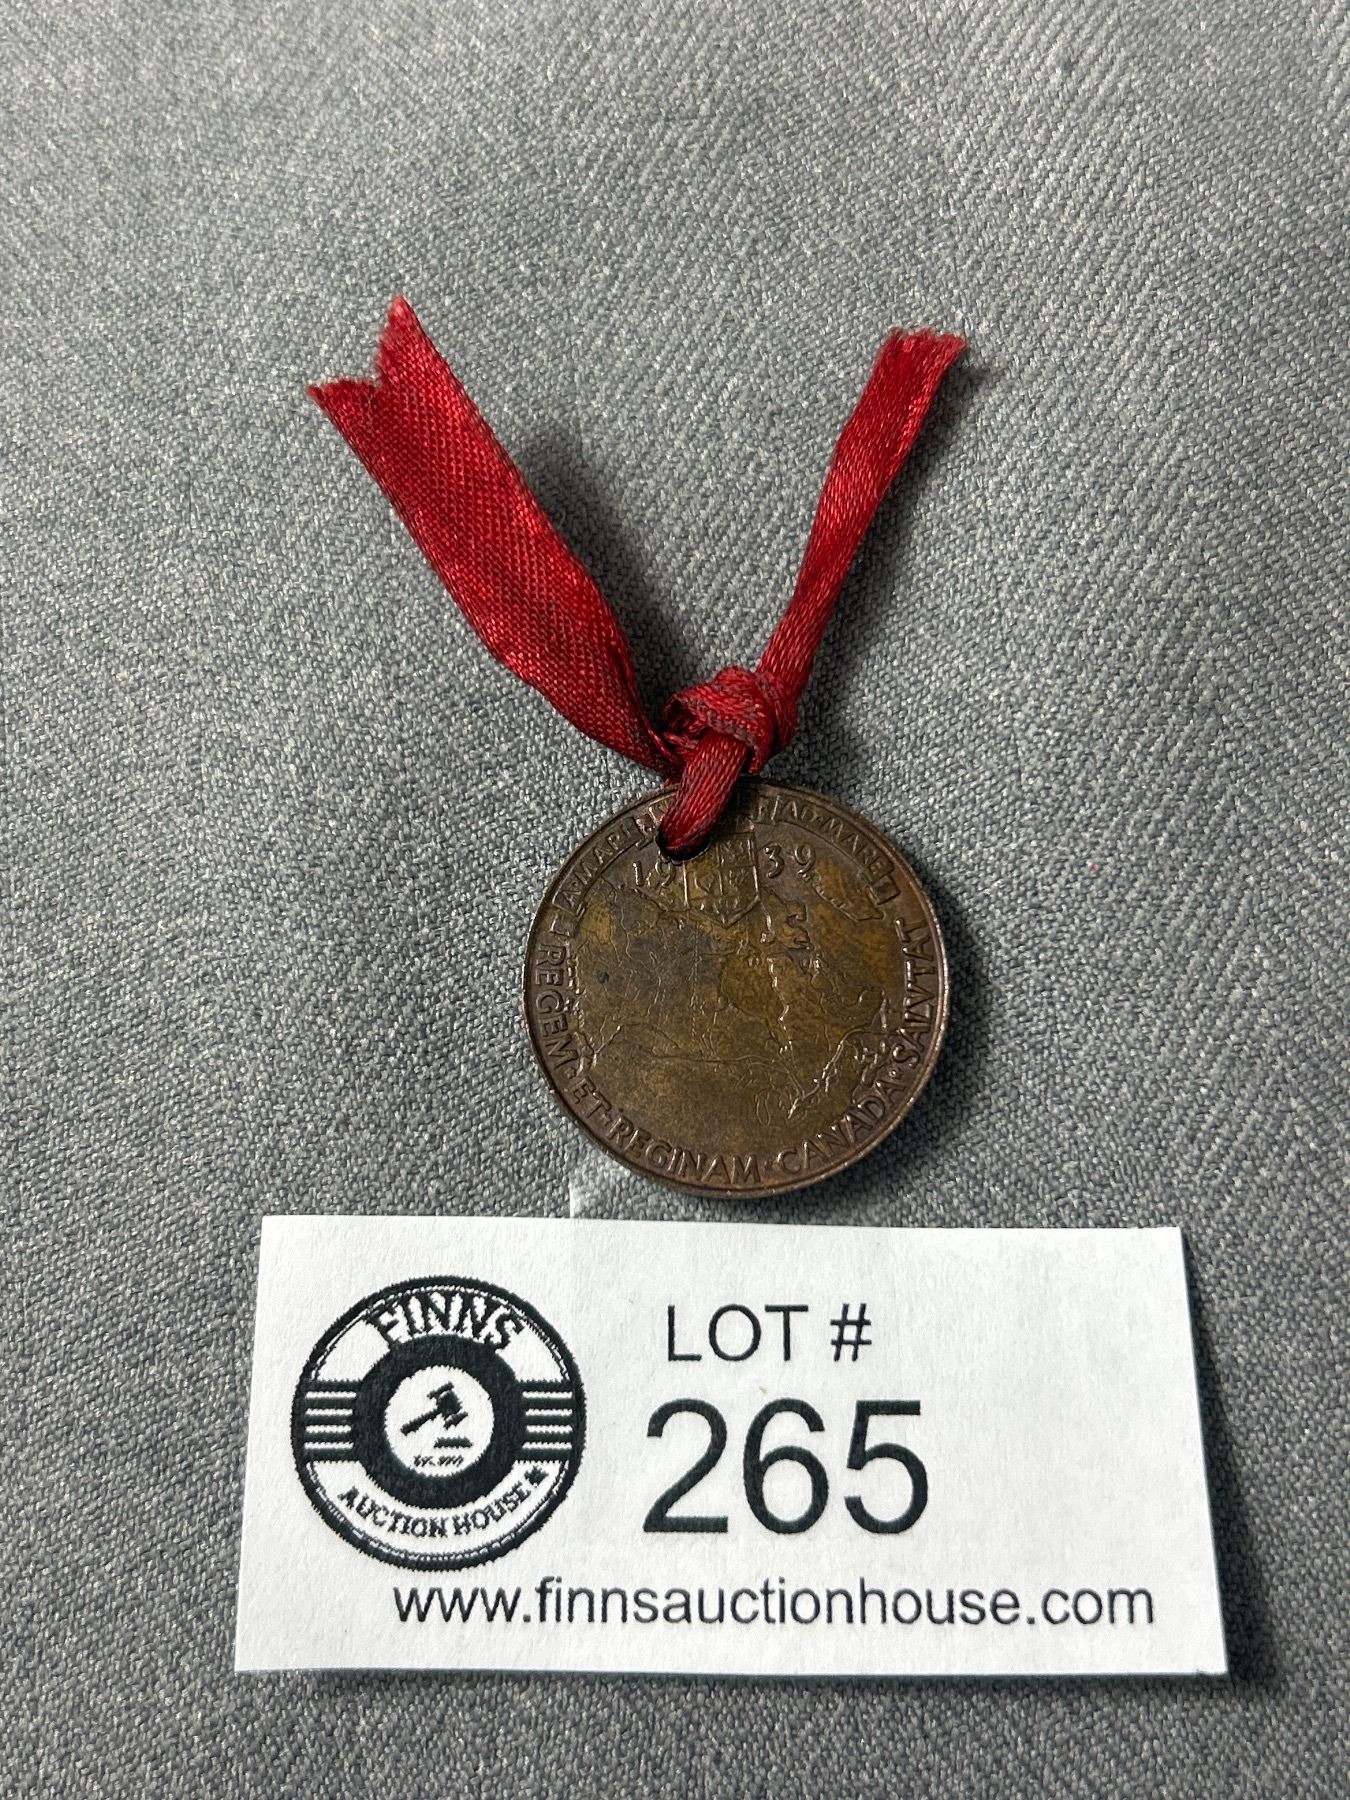 A·MARI AD·MARE
19 39
REGEM·ET·REGINAM·CANADA·SALVTAT
FINNS
AUCTION HOUSE
LOT #
265
www.finnsauctionhouse.com